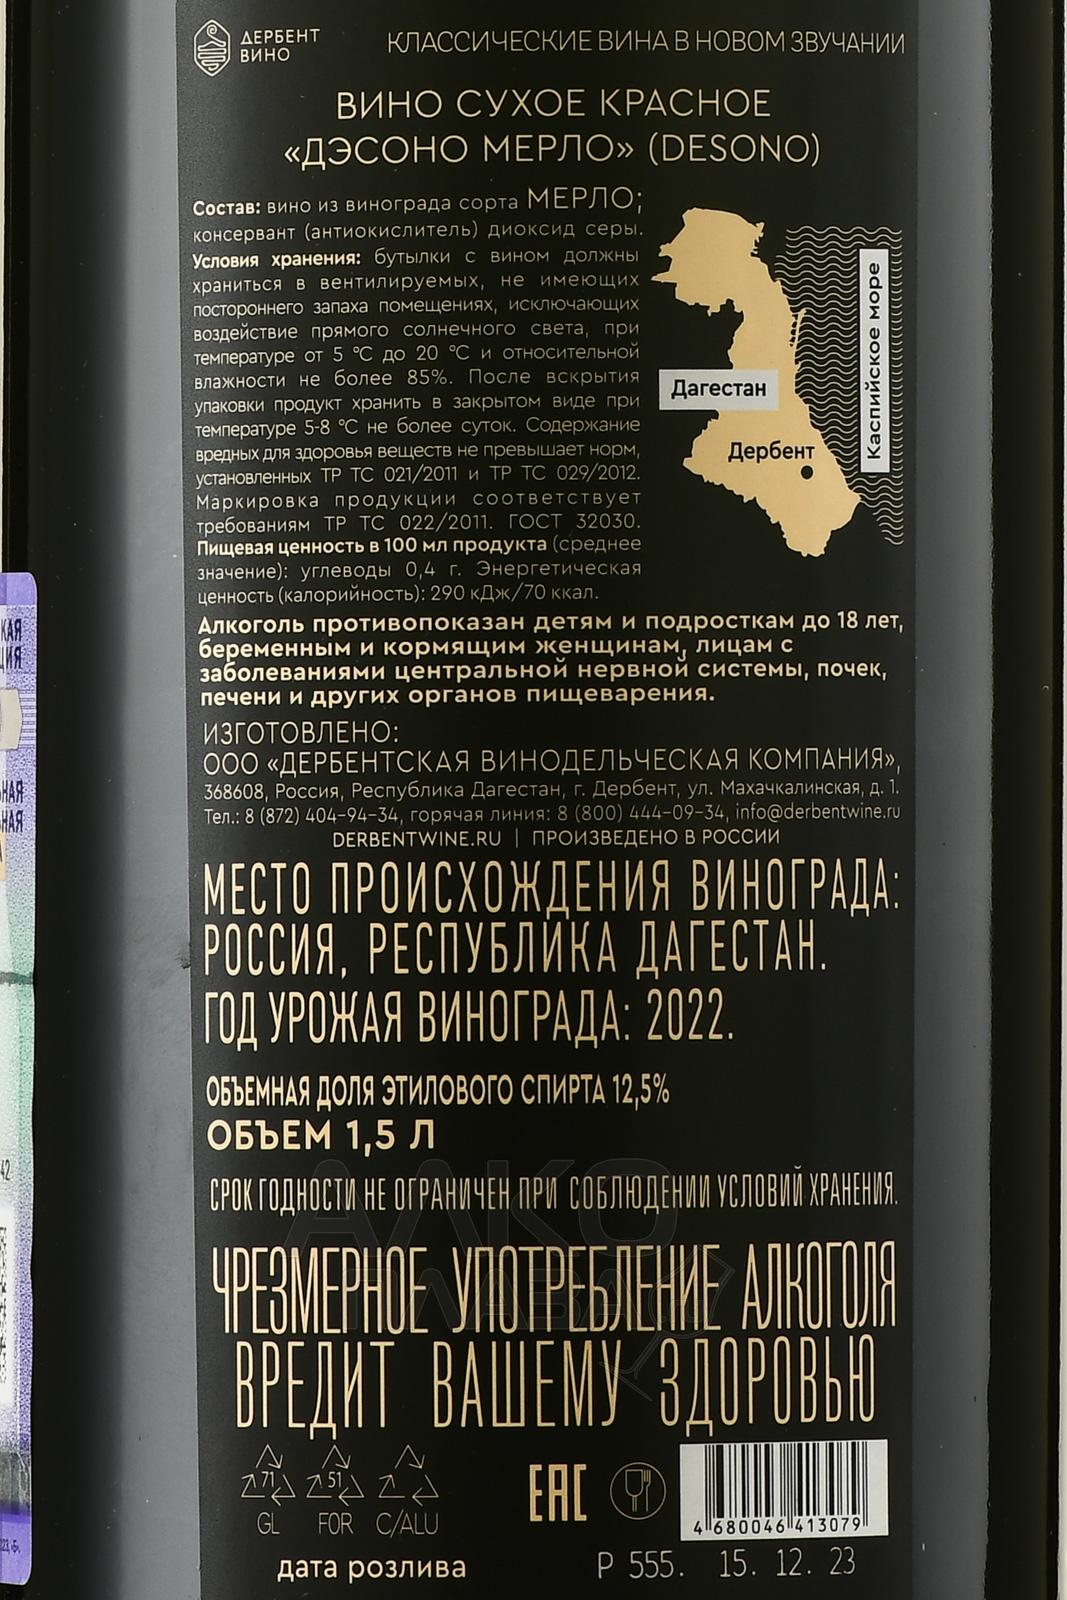 ДЕРБЕНТ
ВИНО
КЛАССИЧЕСКИЕ ВИНА В НОВОМ ЗВУЧАНИИ
ВИНО СУХОЕ КРАСНОЕ
«ДЭСОНО МЕРЛО» (DESONO)
Состав: вино из винограда сорта МЕРЛО;
консервант (антиокислитель) диоксид серы.
Условия хранения: бутылки с вином должны
храниться в вентилируемых, не имеющих
постороннего запаха помещениях, исключающих
воздействие прямого солнечного света, при
температуре от 5 °C до 20 °C и относительной
влажности не более 85%. После вскрытия
упаковки продукт хранить в закрытом виде при
температуре 5-8 °C не более суток. Содержание
вредных для здоровья веществ не превышает норм,
установленных ТР ТС 021/2011 и ТР ТС 029/2012.
Маркировка продукции соответствует
требованиям ТР ТС 022/2011. ГОСТ 32030.
Пищевая ценность в 100 мл продукта (среднее
значение): углеводы 0,4 г. Энергетическая
ценность (калорийность): 290 кДж/70 ккал.
Каспийское море
Дагестан
Дербент
Алкоголь противопоказан детям и подросткам до 18 лет,
беременным и кормящим женщинам, лицам с
заболеваниями центральной нервной системы, почек,
печени и других органов пищеварения.
ИЗГОТОВЛЕНО:
ООО «ДЕРБЕНТСКАЯ ВИНОДЕЛЬЧЕСКАЯ КОМПАНИЯ»,
368608, Россия, Республика Дагестан, г. Дербент, ул. Махачкалинская, д. 1.
Тел.: 8 (872) 404-94-34, горячая линия: 8 (800) 444-09-34, info@derbentwine.ru
DERBENTWINE.RU | ПРОИЗВЕДЕНО В РОССИИ
МЕСТО ПРОИСХОЖДЕНИЯ ВИНОГРАДА:
РОССИЯ, РЕСПУБЛИКА ДАГЕСТАН.
ГОД УРОЖАЯ ВИНОГРАДА: 2022.
ОБЪЕМНАЯ ДОЛЯ ЭТИЛОВОГО СПИРТА 12,5%
ОБЪЕМ 1,5 Л
СРОК ГОДНОСТИ НЕ ОГРАНИЧЕН ПРИ СОБЛЮДЕНИИ УСЛОВИЙ ХРАНЕНИЯ.
АЛКО
ПЛАВА
ЧРЕЗМЕРНОЕ УПОТРЕБЛЕНИЕ АЛКОГОЛЯ
ВРЕДИТ ВАШЕМУ ЗДОРОВЬЮ
71 51
GL FOR C/ALU
EAC
4 680046 413079
дата розлива
Р 555. 15. 12. 23
КАЯ
ЦИЯ
НАЯ
НАЯ
42